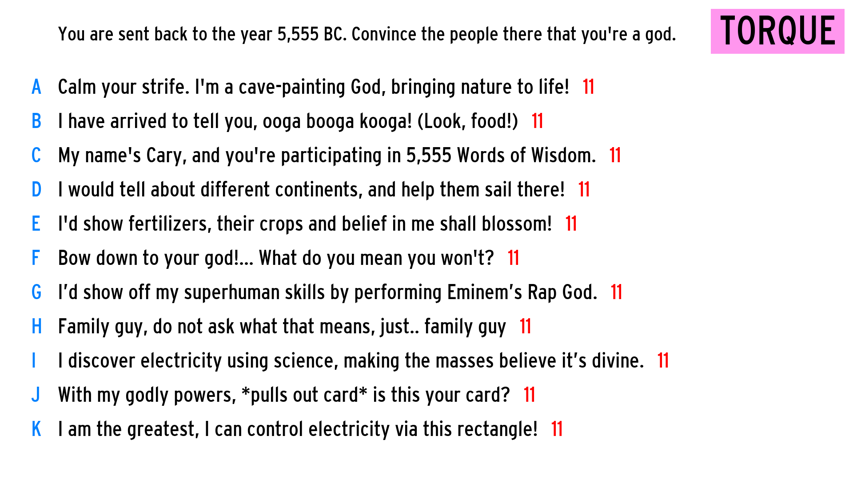 You are sent back to the year 5,555 BC. Convince the people there that you're a god.
TORQUE
A Calm your strife. I'm a cave-painting God, bringing nature to life! 11
B I have arrived to tell you, ooga booga kooga! (Look, food!) 11
C My name's Cary, and you're participating in 5,555 Words of Wisdom. 11
D I would tell about different continents, and help them sail there! 11
E I'd show fertilizers, their crops and belief in me shall blossom! 11
F Bow down to your god!... What do you mean you won't? 11
G I’d show off my superhuman skills by performing Eminem’s Rap God. 11
H Family guy, do not ask what that means, just.. family guy 11
I I discover electricity using science, making the masses believe it’s divine. 11
J With my godly powers, *pulls out card* is this your card? 11
K I am the greatest, I can control electricity via this rectangle! 11